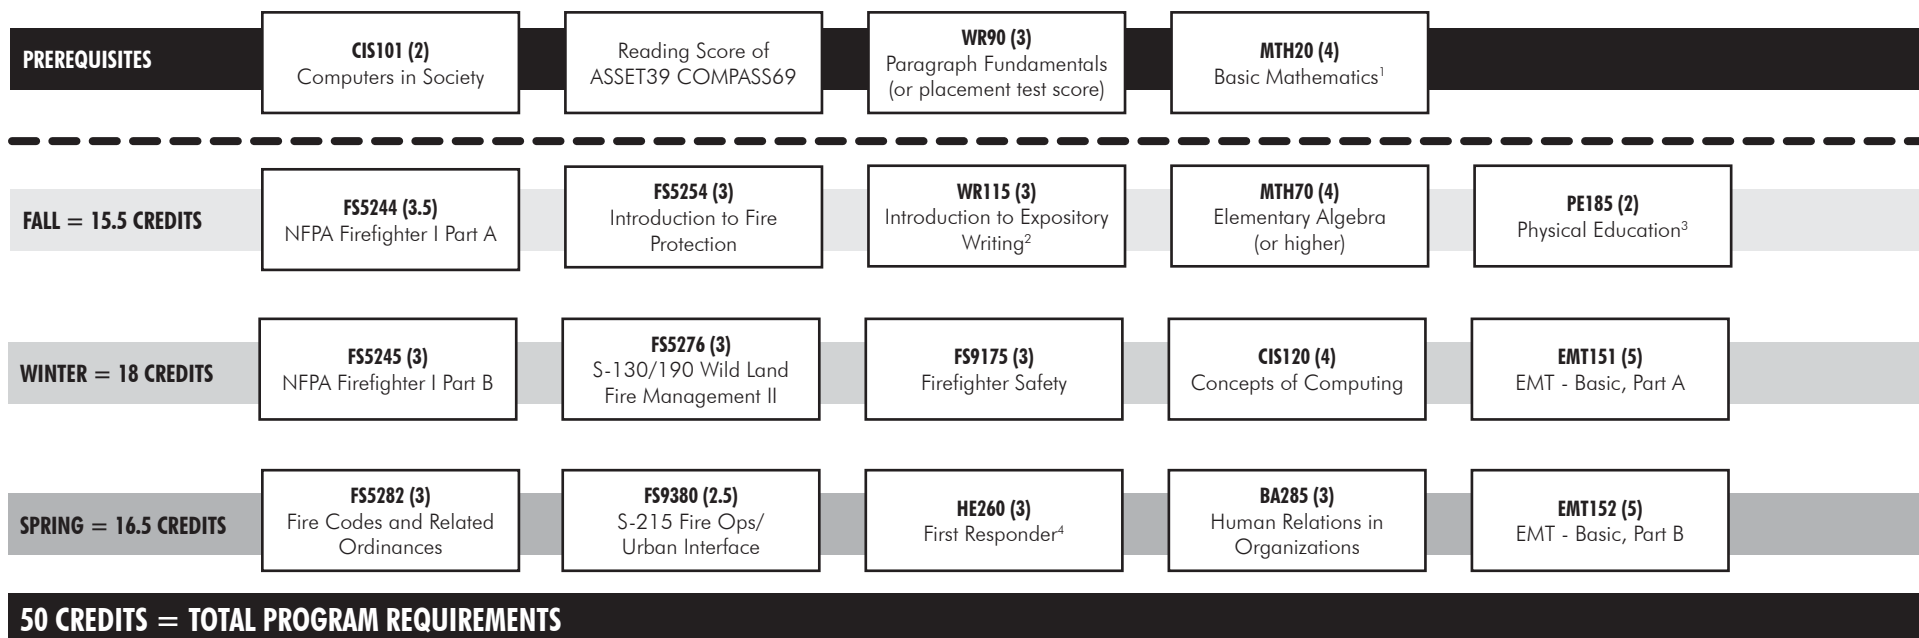 PREREQUISITES
CIS101 (2)
Computers in Society
Reading Score of
ASSET39 COMPASS69
WR90 (3)
Paragraph Fundamentals
(or placement test score)
MTH20 (4)
Basic Mathematics¹
FALL = 15.5 CREDITS
FS5244 (3.5)
NFPA Firefighter I Part A
FS5254 (3)
Introduction to Fire
Protection
WR115 (3)
Introduction to Expository
Writing²
MTH70 (4)
Elementary Algebra
(or higher)
PE185 (2)
Physical Education³
WINTER = 18 CREDITS
FS5245 (3)
NFPA Firefighter I Part B
FS5276 (3)
S-130/190 Wild Land
Fire Management II
FS9175 (3)
Firefighter Safety
CIS120 (4)
Concepts of Computing
EMT151 (5)
EMT - Basic, Part A
SPRING = 16.5 CREDITS
FS5282 (3)
Fire Codes and Related
Ordinances
FS9380 (2.5)
S-215 Fire Ops/
Urban Interface
HE260 (3)
First Responder⁴
BA285 (3)
Human Relations in
Organizations
EMT152 (5)
EMT - Basic, Part B
50 CREDITS = TOTAL PROGRAM REQUIREMENTS